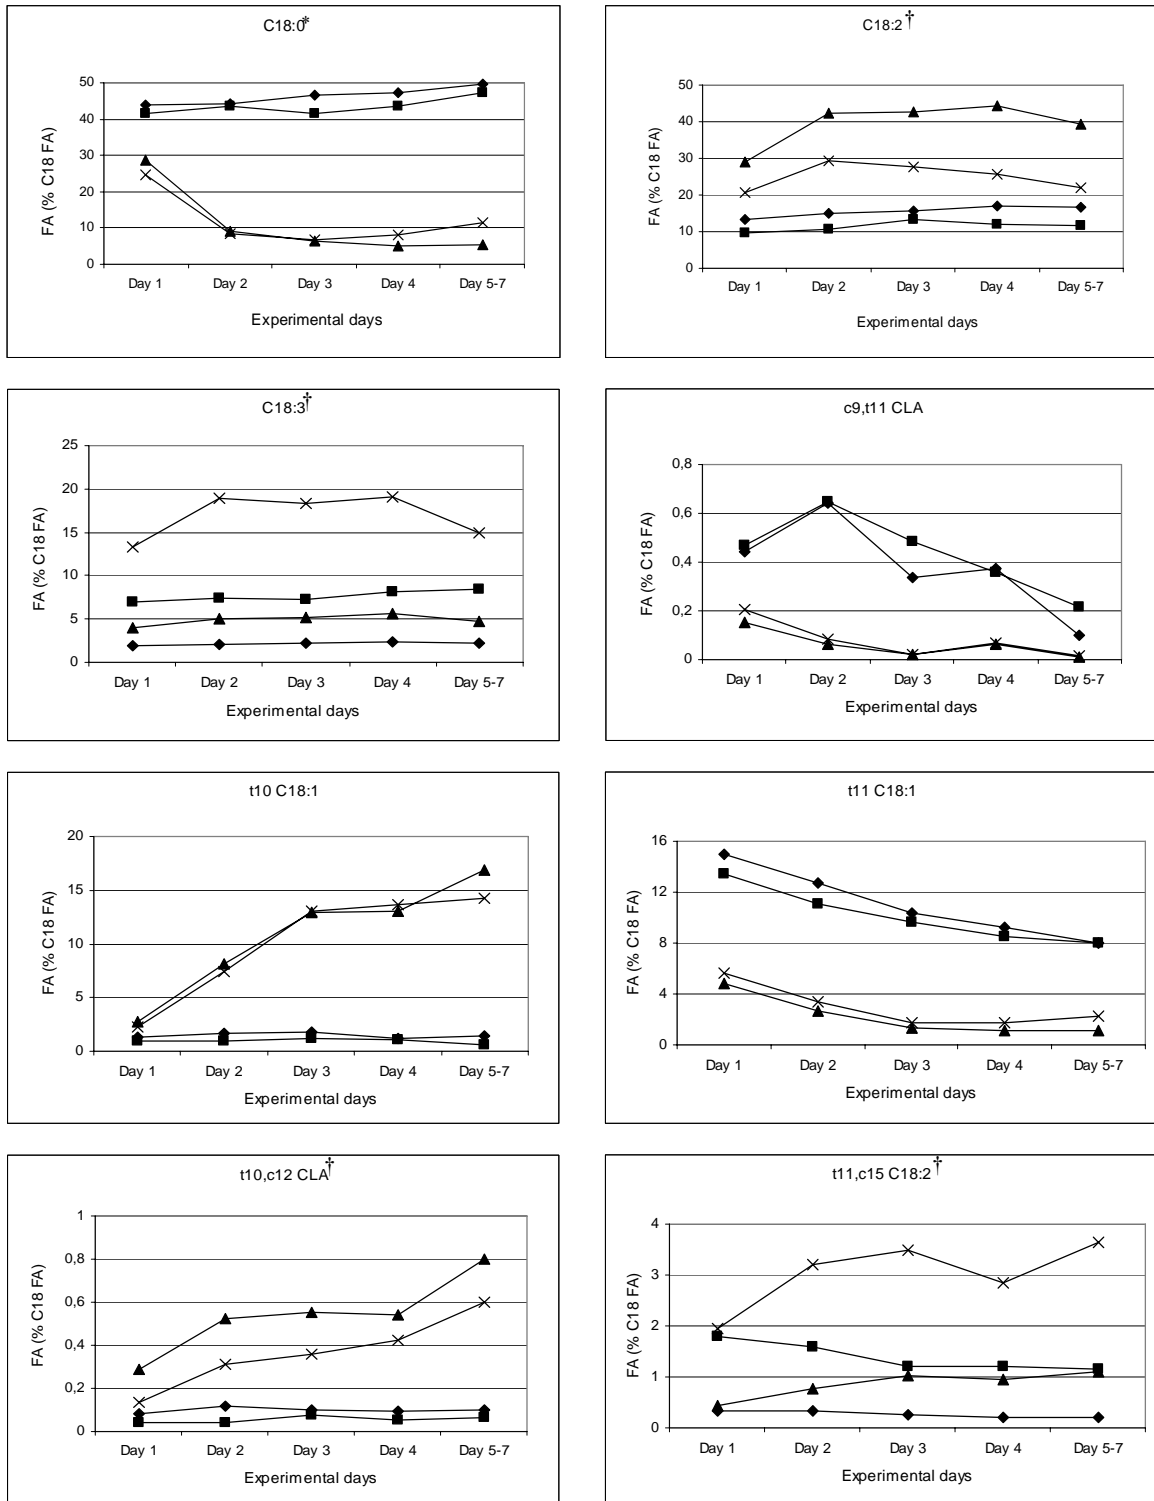 C18:0*
50
40
30
20
10
0
FA (% C18 FA)
Day 1 Day 2 Day 3 Day 4 Day 5-7
Experimental days
C18:2†
50
40
30
20
10
0
FA (% C18 FA)
Day 1 Day 2 Day 3 Day 4 Day 5-7
Experimental days
C18:3†
25
20
15
10
5
0
FA (% C18 FA)
Day 1 Day 2 Day 3 Day 4 Day 5-7
Experimental days
c9,t11 CLA
0,8
0,6
0,4
0,2
0
FA (% C18 FA)
Day 1 Day 2 Day 3 Day 4 Day 5-7
Experimental days
t10 C18:1
20
15
10
5
0
FA (% C18 FA)
Day 1 Day 2 Day 3 Day 4 Day 5-7
Experimental days
t11 C18:1
16
12
8
4
0
FA (% C18 FA)
Day 1 Day 2 Day 3 Day 4 Day 5-7
Experimental days
t10,c12 CLA†
1
0,8
0,6
0,4
0,2
0
FA (% C18 FA)
Day 1 Day 2 Day 3 Day 4 Day 5-7
Experimental days
t11,c15 C18:2†
4
3
2
1
0
FA (% C18 FA)
Day 1 Day 2 Day 3 Day 4 Day 5-7
Experimental days